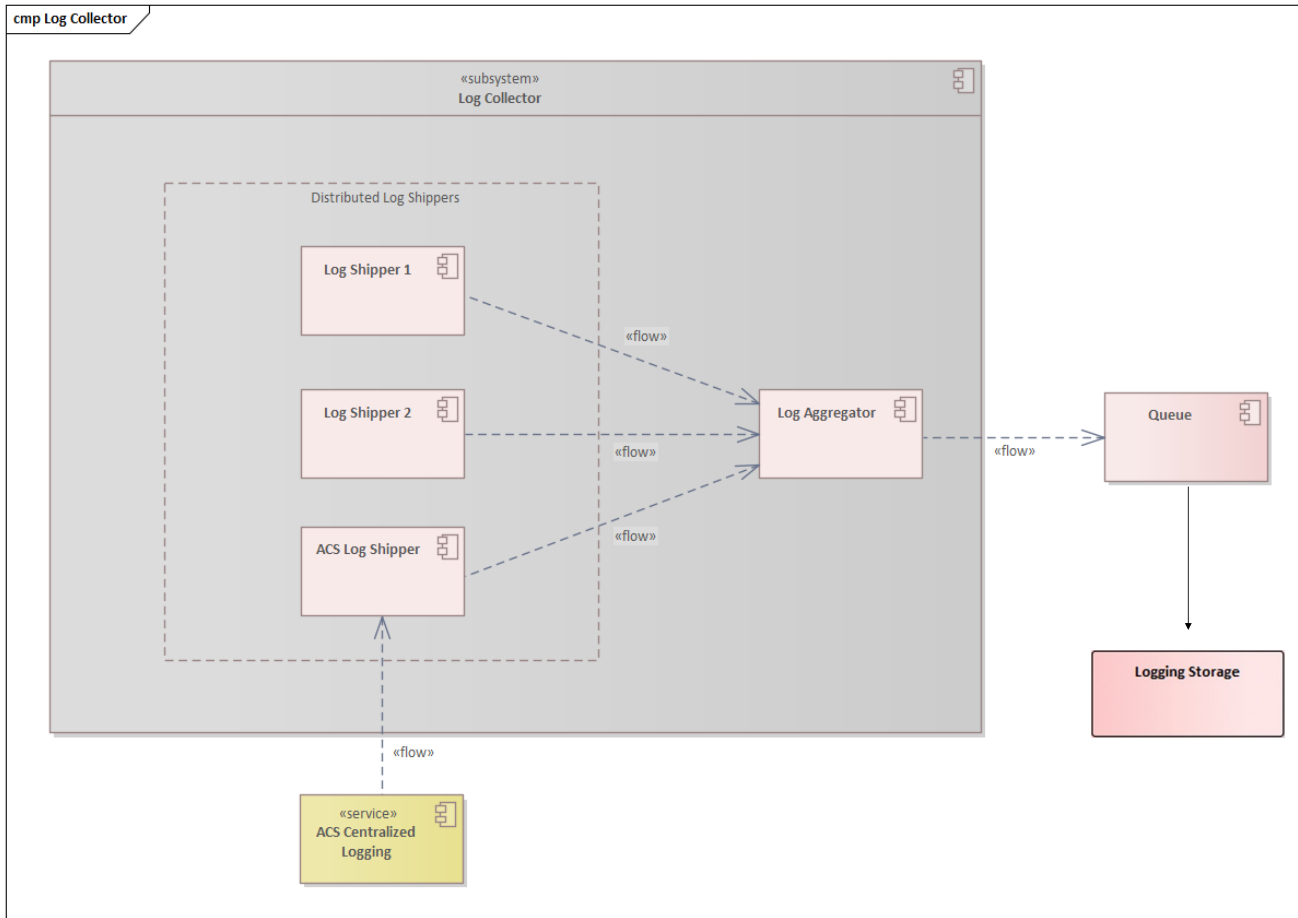 cmp Log Collector
«subsystem»
Log Collector
Distributed Log Shippers
Log Shipper 1
«flow»
Log Shipper 2
«flow»
Log Aggregator
«flow»
Queue
ACS Log Shipper
«flow»
Logging Storage
«flow»
«service»
ACS Centralized
Logging